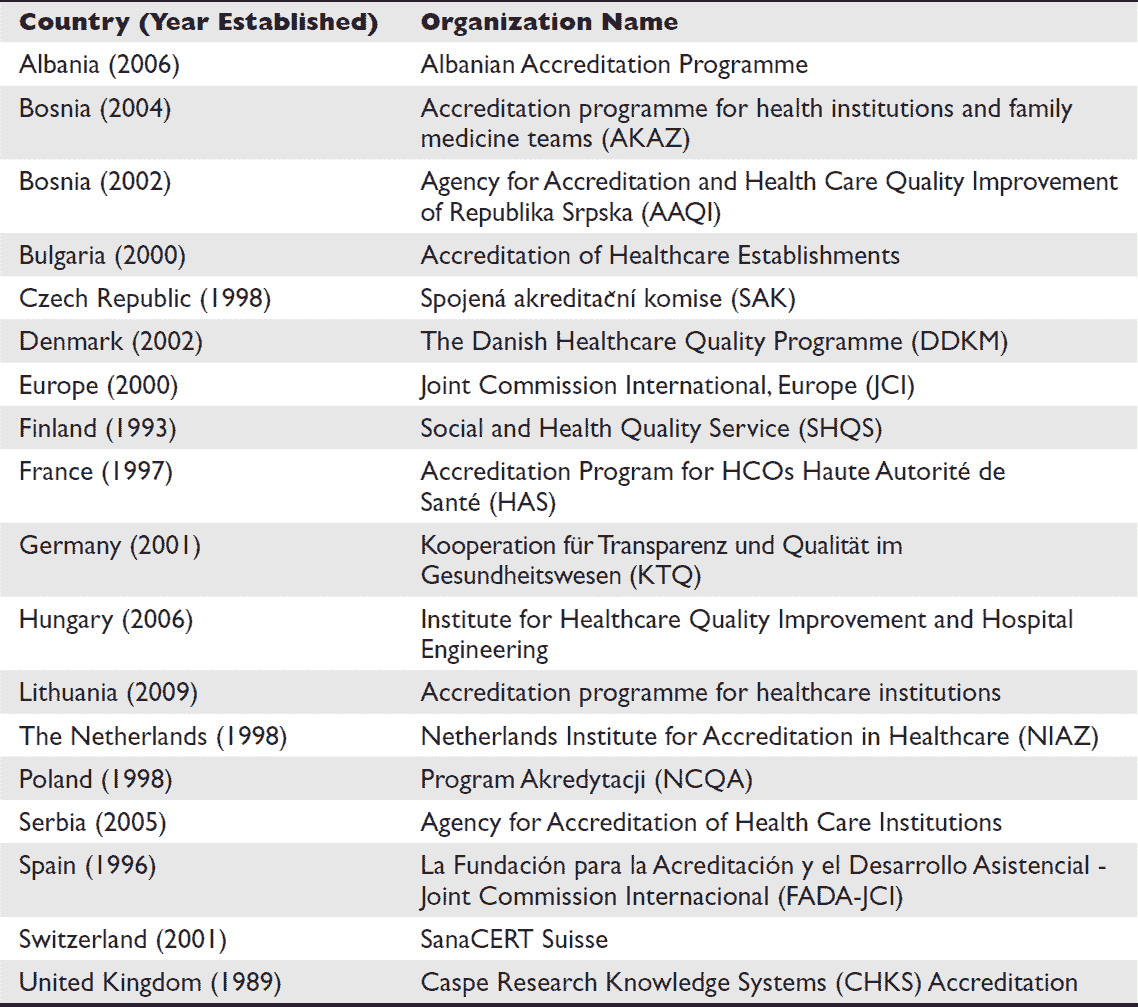 Country (Year Established) Organization Name
Albania (2006) Albanian Accreditation Programme
Bosnia (2004) Accreditation programme for health institutions and family
medicine teams (AKAZ)
Bosnia (2002) Agency for Accreditation and Health Care Quality Improvement
of Republika Srpska (AAQI)
Bulgaria (2000) Accreditation of Healthcare Establishments
Czech Republic (1998) Spojená akreditační komise (SAK)
Denmark (2002) The Danish Healthcare Quality Programme (DDKM)
Europe (2000) Joint Commission International, Europe (JCI)
Finland (1993) Social and Health Quality Service (SHQS)
France (1997) Accreditation Program for HCOs Haute Autorité de
Santé (HAS)
Germany (2001) Kooperation für Transparenz und Qualität im
Gesundheitswesen (KTQ)
Hungary (2006) Institute for Healthcare Quality Improvement and Hospital
Engineering
Lithuania (2009) Accreditation programme for healthcare institutions
The Netherlands (1998) Netherlands Institute for Accreditation in Healthcare (NIAZ)
Poland (1998) Program Akredytacji (NCQA)
Serbia (2005) Agency for Accreditation of Health Care Institutions
Spain (1996) La Fundación para la Acreditación y el Desarrollo Asistencial -
Joint Commission Internacional (FADA-JCI)
Switzerland (2001) SanaCERT Suisse
United Kingdom (1989) Caspe Research Knowledge Systems (CHKS) Accreditation